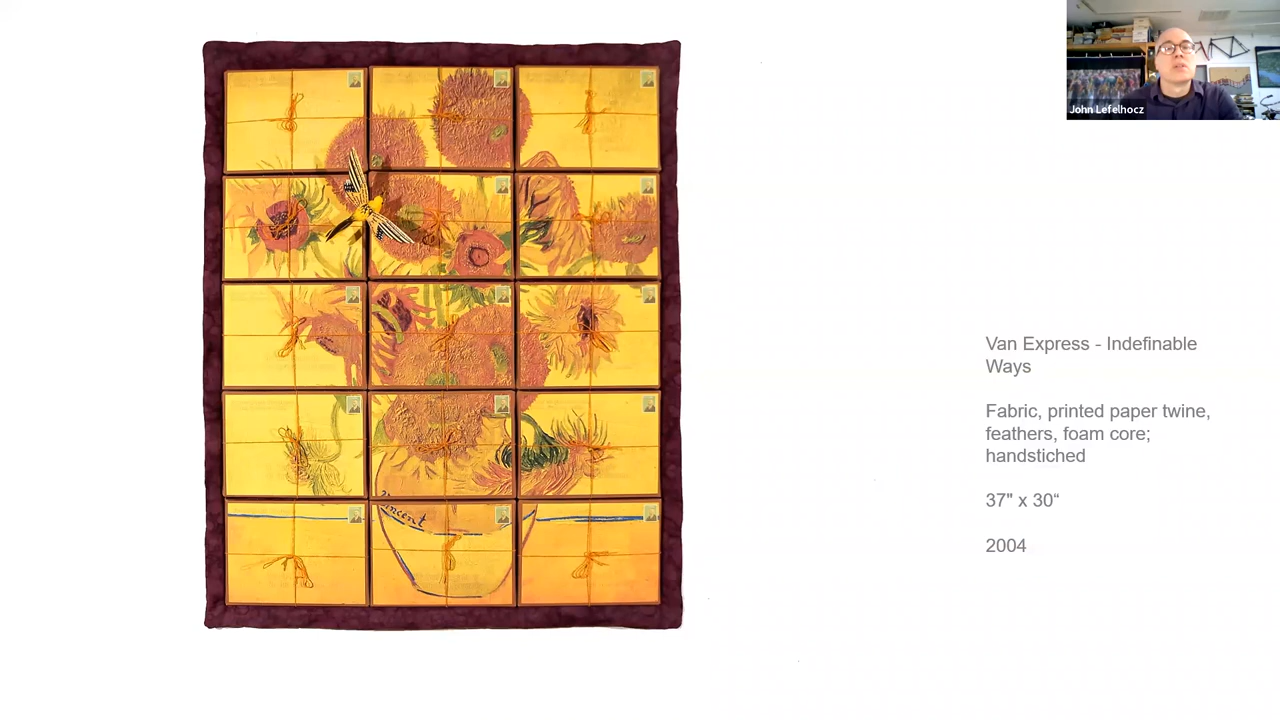 John Lefelhocz
Van Express - Indefinable
Ways
Fabric, printed paper twine,
feathers, foam core;
handstiched
37" x 30“
2004
Vincent